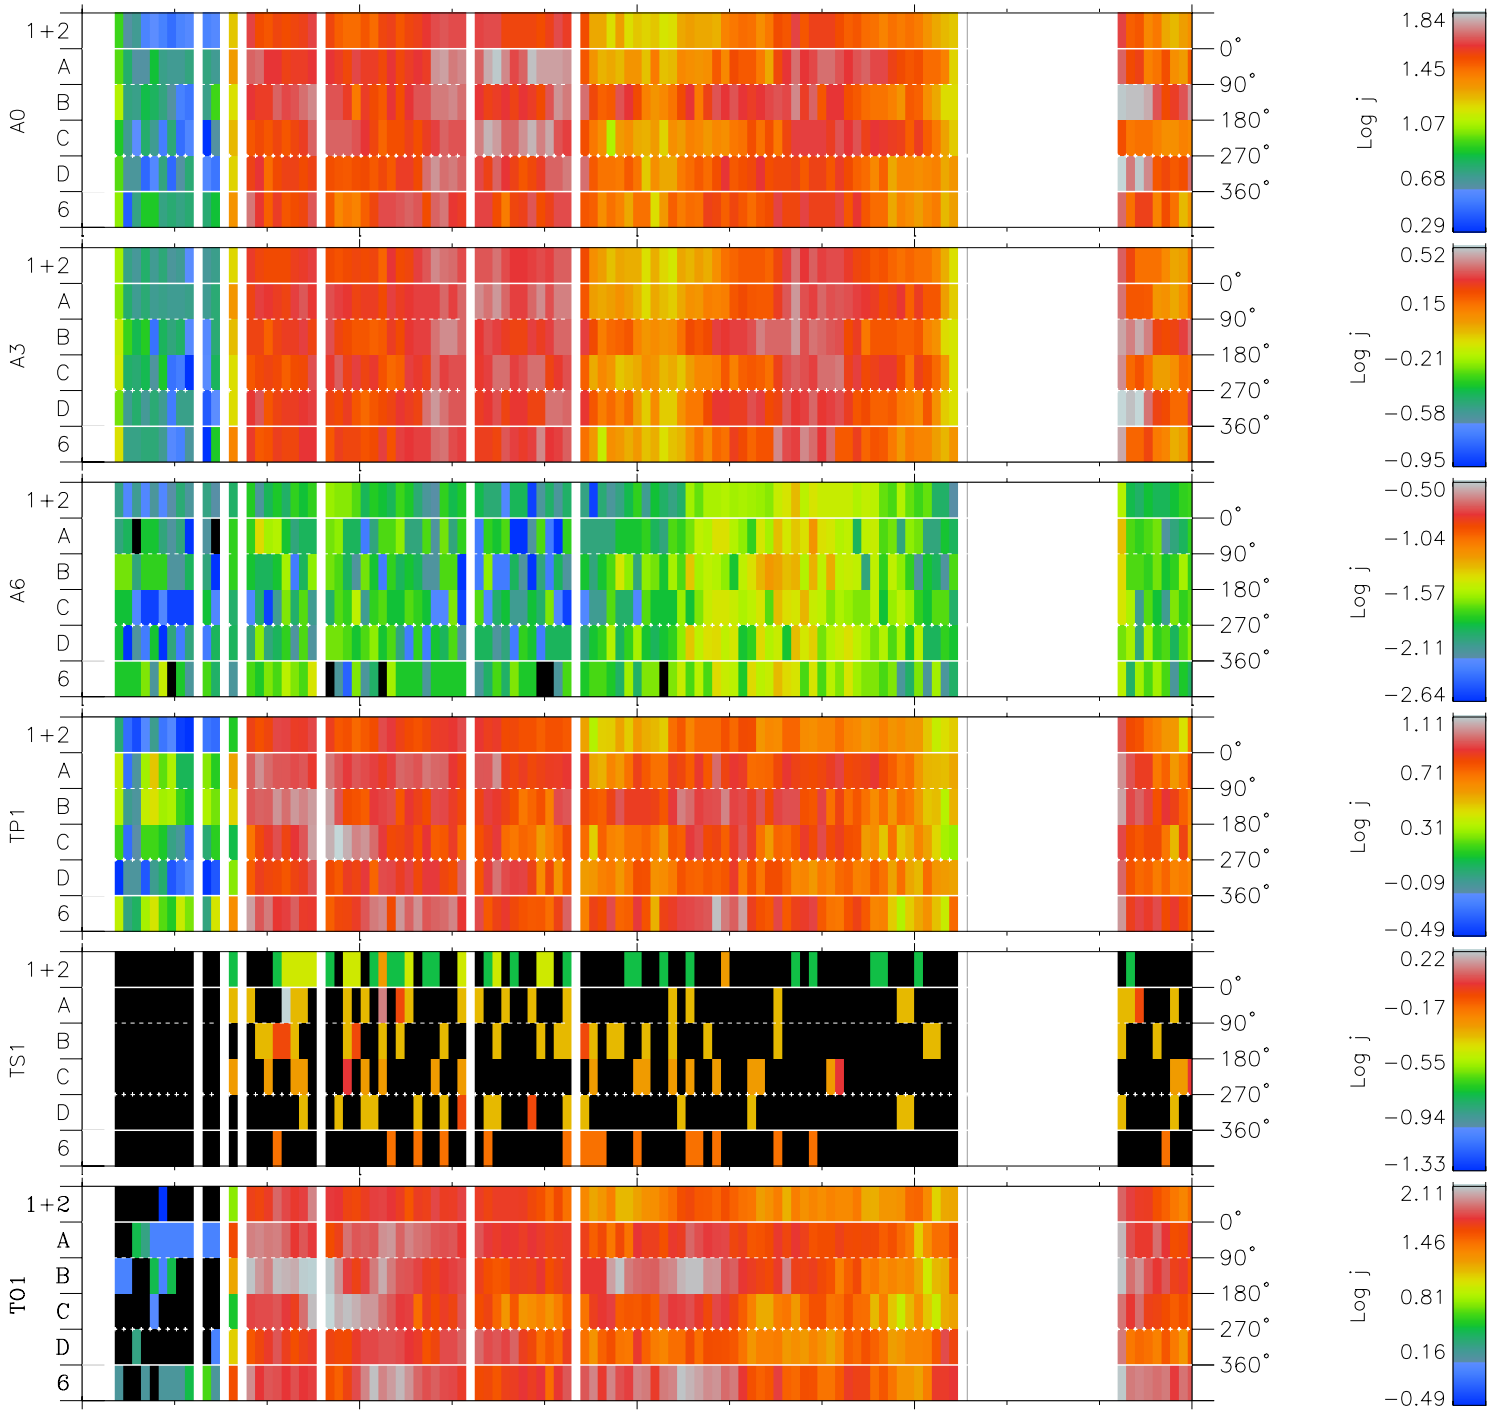 1+2
A
B
C
D
6
A0
0°
90°
180°
270°
360°
Log j
1.84
1.45
1.07
0.68
0.29
1+2
A
B
C
D
6
A3
0°
90°
180°
270°
360°
Log j
0.52
0.15
−0.21
−0.58
−0.95
1+2
A
B
C
D
6
A6
0°
90°
180°
270°
360°
Log j
−0.50
−1.04
−1.57
−2.11
−2.64
1+2
A
B
C
D
6
TP1
0°
90°
180°
270°
360°
Log j
1.11
0.71
0.31
−0.09
−0.49
1+2
A
B
C
D
6
TS1
0°
90°
180°
270°
360°
Log j
0.22
−0.17
−0.55
−0.94
−1.33
1+2
A
B
C
D
6
TO1
0°
90°
180°
270°
360°
Log j
2.11
1.46
0.81
0.16
−0.49